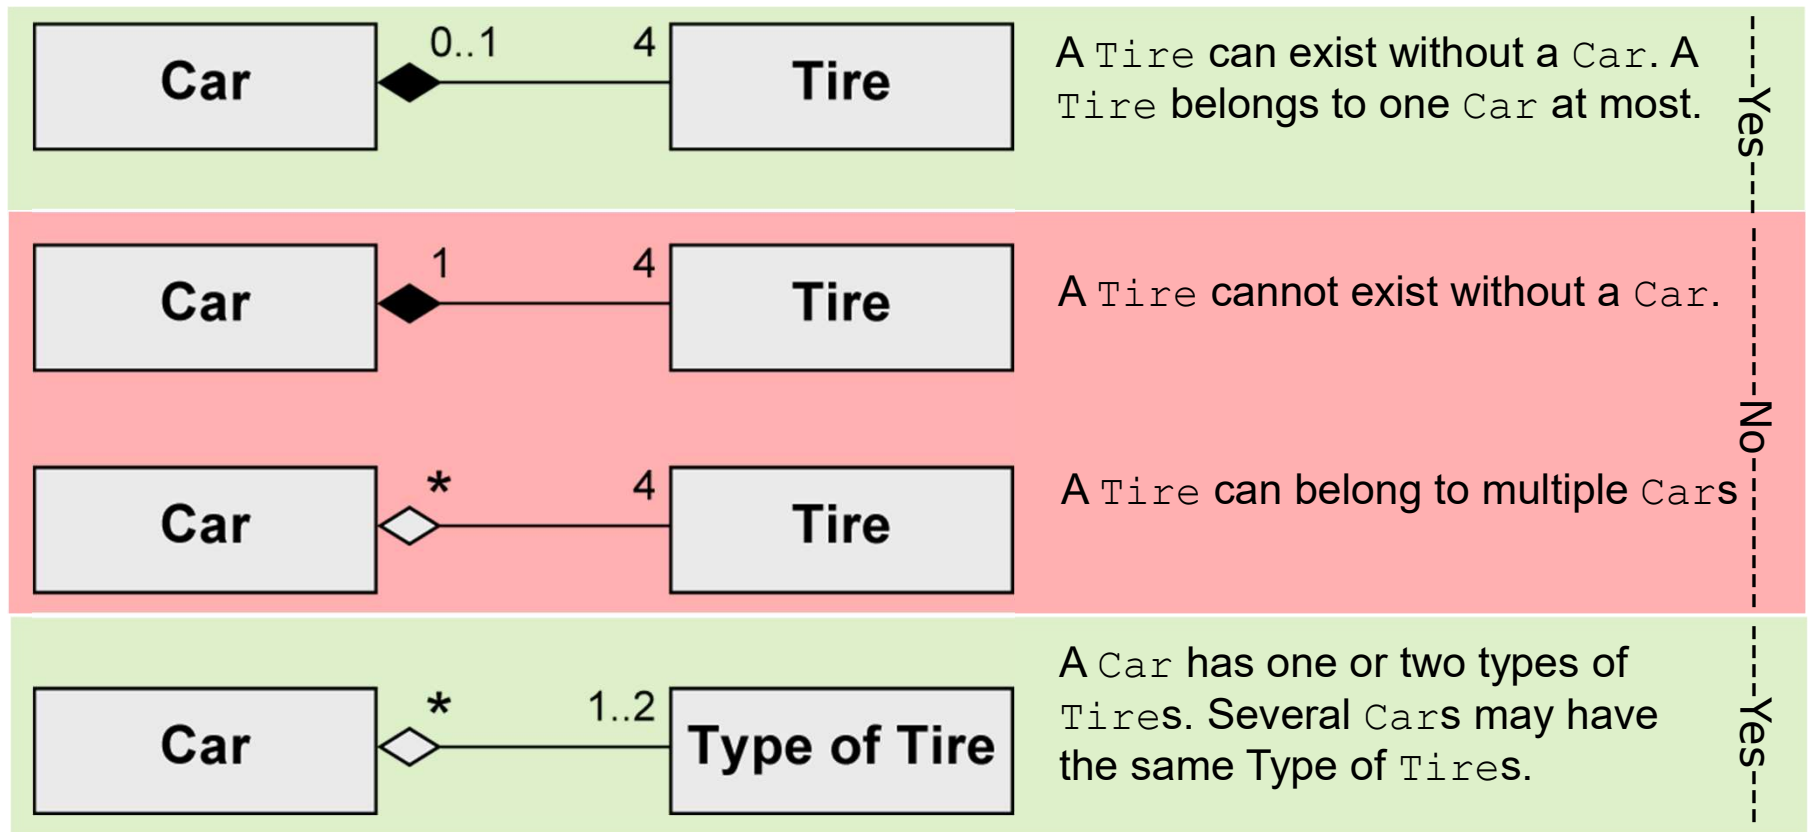 Car 0..1 4 Tire
A Tire can exist without a Car. A
Tire belongs to one Car at most.
Yes
Car 1 4 Tire
A Tire cannot exist without a Car.
No
Car * 4 Tire
A Tire can belong to multiple Cars
Car * 1..2 Type of Tire
A Car has one or two types of
Tires. Several Cars may have
the same Type of Tires.
Yes